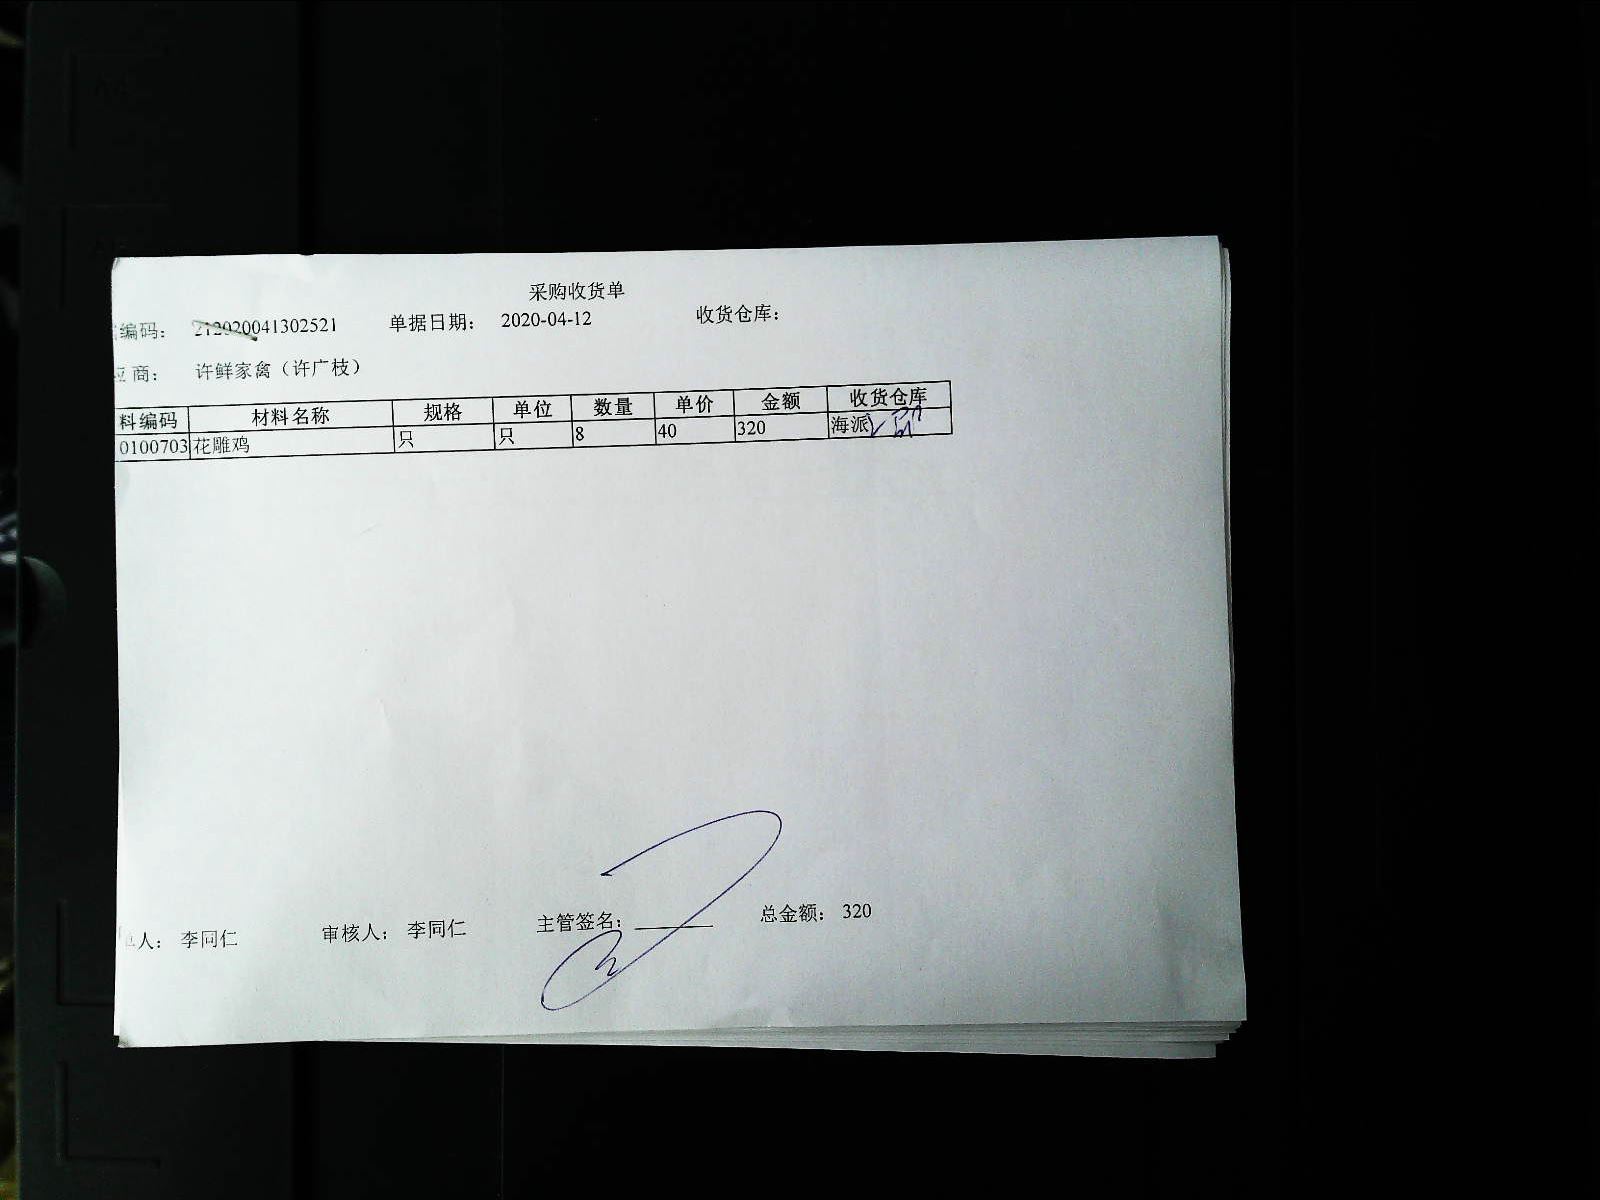 采购收货单
编码： 212020041302521 单据日期： 2020-04-12 收货仓库：
应商： 许鲜家禽（许广枝）
料编码 材料名称 规格 单位 数量 单价 金额 收货仓库
0100703 花雕鸡 只 只 8 40 320 海派
人： 李同仁 审核人： 李同仁 主管签名： 总金额： 320